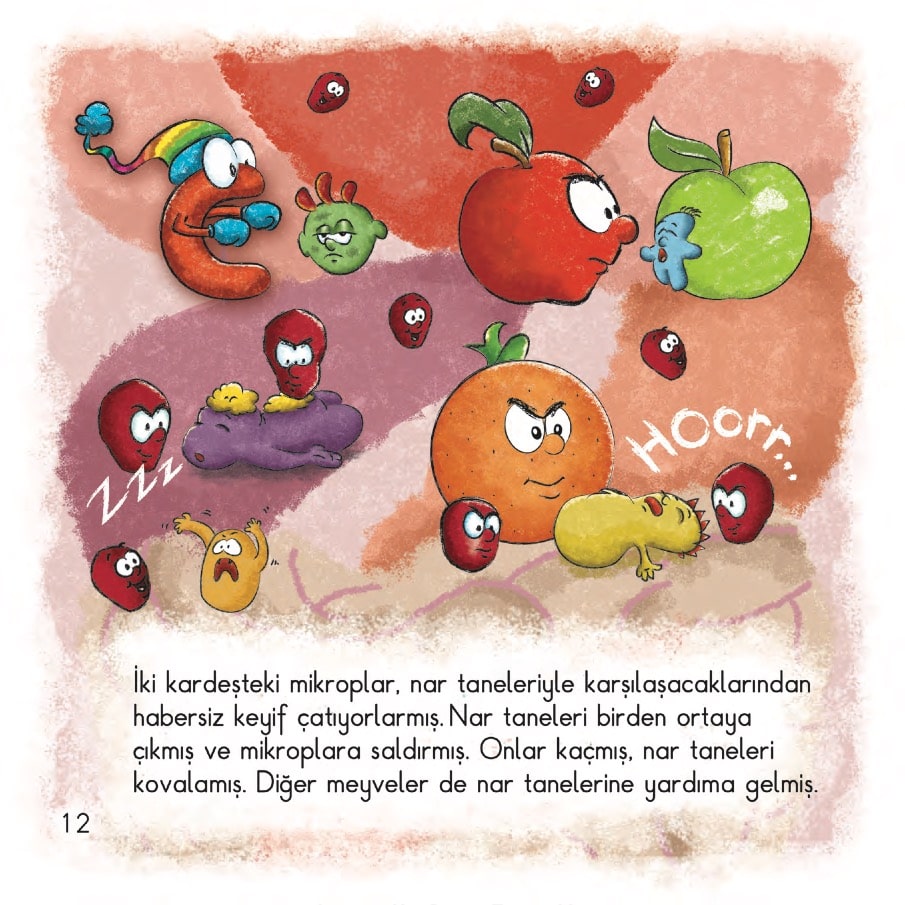 HOorr...
Zzz
İki kardeşteki mikroplar, nar taneleriyle karşılaşacaklarından
habersiz keyif çatıyorlarmış. Nar taneleri birden ortaya
çıkmış ve mikroplara saldırmış. Onlar kaçmış, nar taneleri
kovalamış. Diğer meyveler de nar tanelerine yardıma gelmiş.
12